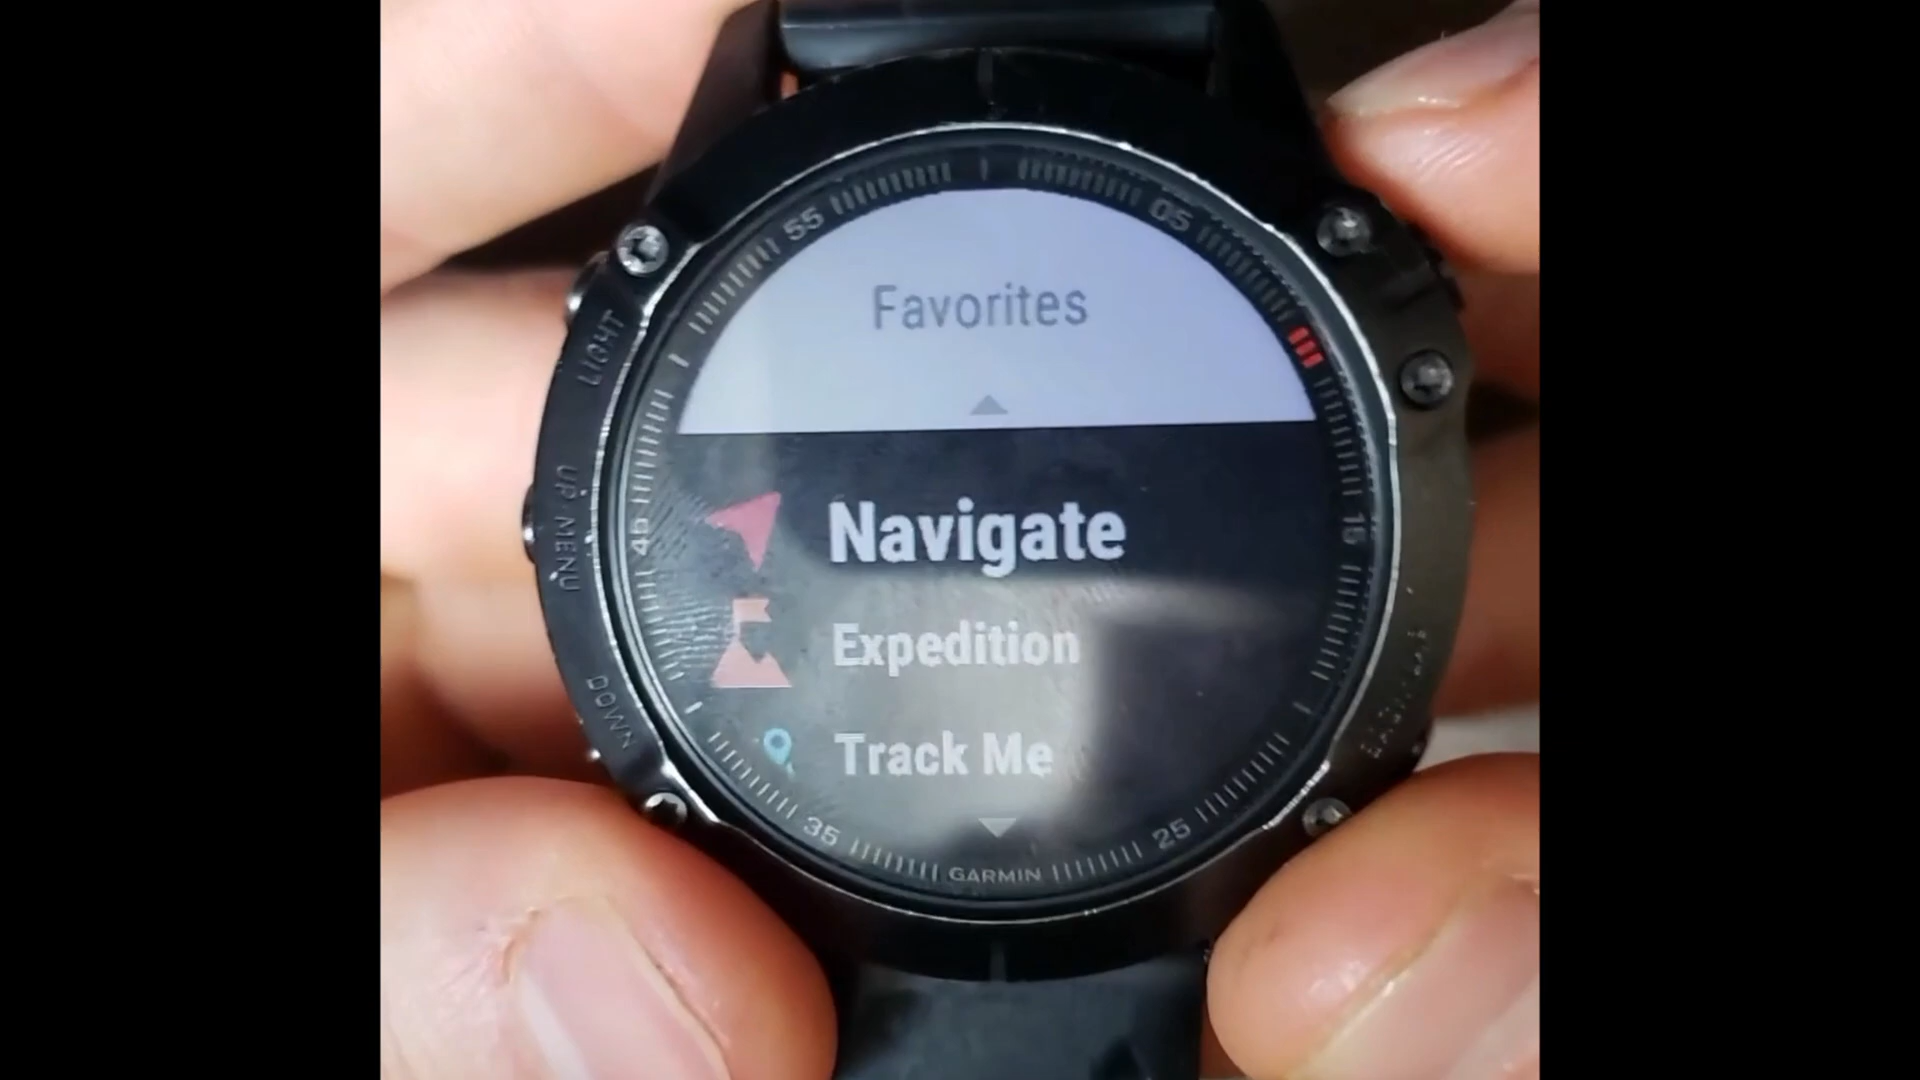 55
05
Favorites
LIGHT
Navigate
UP·MENU
45
15
Expedition
DOWN
Track Me
35
25
GARMIN